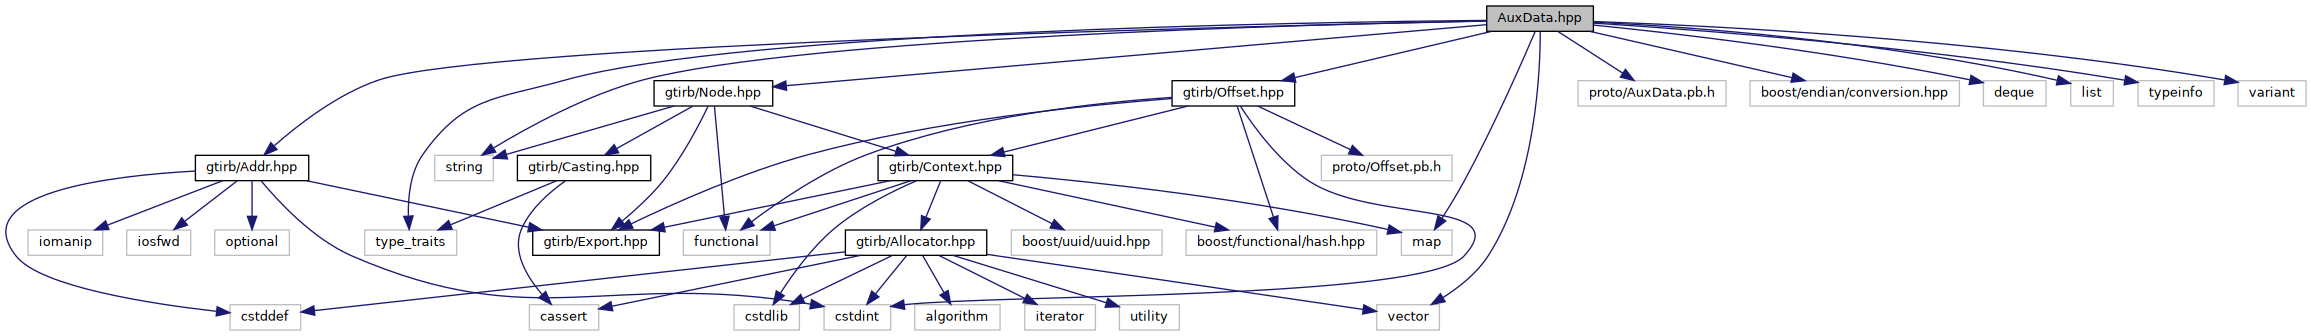 AuxData.hpp
gtirb/Node.hpp
gtirb/Offset.hpp
proto/AuxData.pb.h
boost/endian/conversion.hpp
deque
list
typeinfo
variant
gtirb/Addr.hpp
string
gtirb/Casting.hpp
gtirb/Context.hpp
proto/Offset.pb.h
iomanip
iosfwd
optional
type_traits
gtirb/Export.hpp
functional
gtirb/Allocator.hpp
boost/uuid/uuid.hpp
boost/functional/hash.hpp
map
cstddef
cassert
cstdlib
cstdint
algorithm
iterator
utility
vector